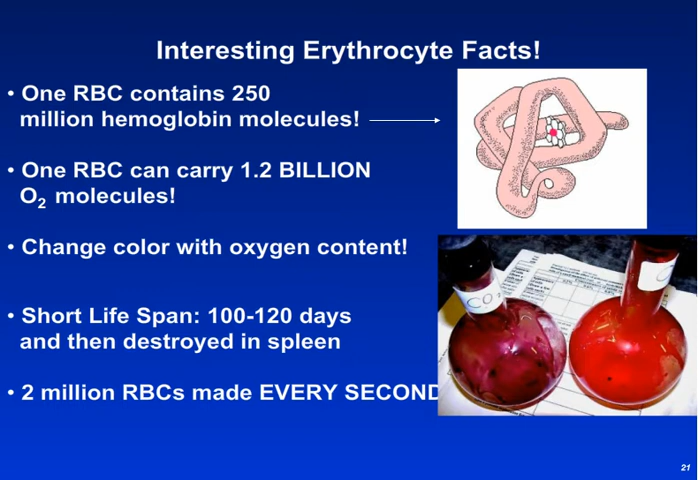 Interesting Erythrocyte Facts!
• One RBC contains 250
million hemoglobin molecules!
• One RBC can carry 1.2 BILLION
O₂ molecules!
• Change color with oxygen content!
• Short Life Span: 100-120 days
and then destroyed in spleen
• 2 million RBCs made EVERY SECOND
CO₂
21